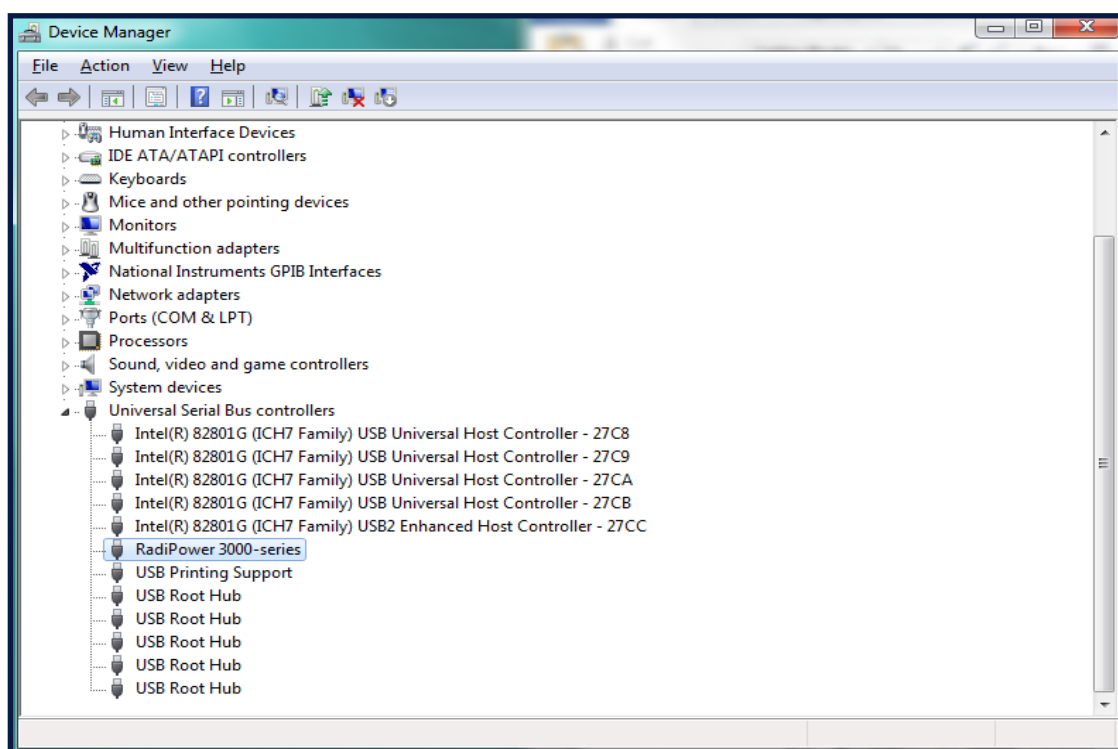 Device Manager
File Action View Help
Human Interface Devices
IDE ATA/ATAPI controllers
Keyboards
Mice and other pointing devices
Monitors
Multifunction adapters
National Instruments GPIB Interfaces
Network adapters
Ports (COM & LPT)
Processors
Sound, video and game controllers
System devices
Universal Serial Bus controllers
Intel(R) 82801G (ICH7 Family) USB Universal Host Controller - 27C8
Intel(R) 82801G (ICH7 Family) USB Universal Host Controller - 27C9
Intel(R) 82801G (ICH7 Family) USB Universal Host Controller - 27CA
Intel(R) 82801G (ICH7 Family) USB Universal Host Controller - 27CB
Intel(R) 82801G (ICH7 Family) USB2 Enhanced Host Controller - 27CC
RadiPower 3000-series
USB Printing Support
USB Root Hub
USB Root Hub
USB Root Hub
USB Root Hub
USB Root Hub